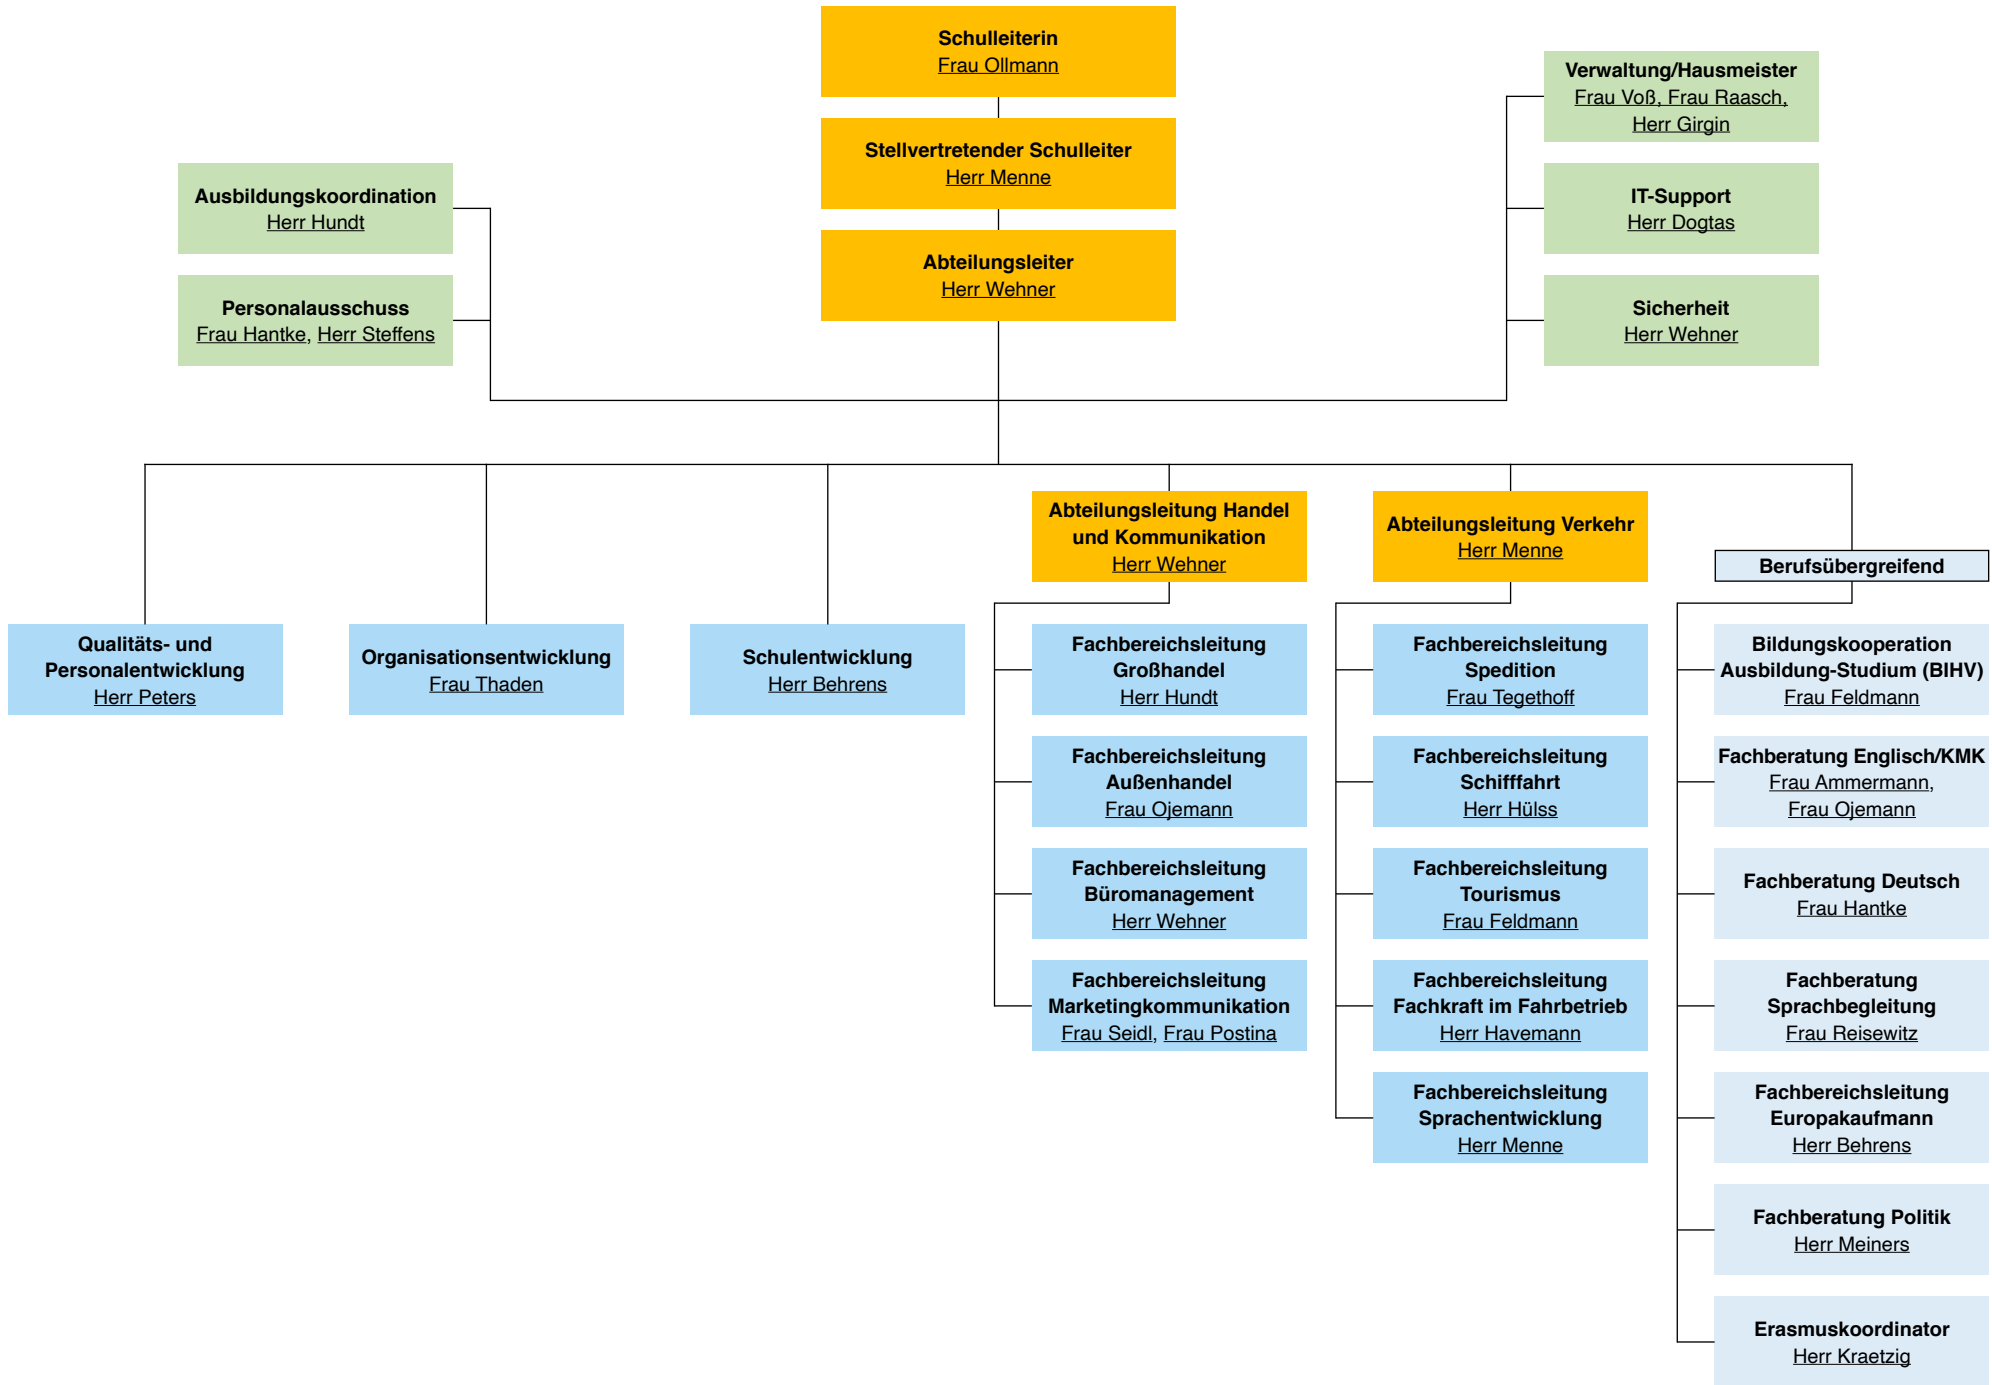 Schulleiterin
Frau Ollmann
Stellvertretender Schulleiter
Herr Menne
Abteilungsleiter
Herr Wehner
Ausbildungskoordination
Herr Hundt
Personalausschuss
Frau Hantke, Herr Steffens
Verwaltung/Hausmeister
Frau Voß, Frau Raasch,
Herr Girgin
IT-Support
Herr Dogtas
Sicherheit
Herr Wehner
Qualitäts- und
Personalentwicklung
Herr Peters
Organisationsentwicklung
Frau Thaden
Schulentwicklung
Herr Behrens
Abteilungsleitung Handel
und Kommunikation
Herr Wehner
Fachbereichsleitung
Großhandel
Herr Hundt
Fachbereichsleitung
Außenhandel
Frau Ojemann
Fachbereichsleitung
Büromanagement
Herr Wehner
Fachbereichsleitung
Marketingkommunikation
Frau Seidl, Frau Postina
Abteilungsleitung Verkehr
Herr Menne
Fachbereichsleitung
Spedition
Frau Tegethoff
Fachbereichsleitung
Schifffahrt
Herr Hülss
Fachbereichsleitung
Tourismus
Frau Feldmann
Fachbereichsleitung
Fachkraft im Fahrbetrieb
Herr Havemann
Fachbereichsleitung
Sprachentwicklung
Herr Menne
Berufsübergreifend
Bildungskooperation
Ausbildung-Studium (BIHV)
Frau Feldmann
Fachberatung Englisch/KMK
Frau Ammermann,
Frau Ojemann
Fachberatung Deutsch
Frau Hantke
Fachberatung
Sprachbegleitung
Frau Reisewitz
Fachbereichsleitung
Europakaufmann
Herr Behrens
Fachberatung Politik
Herr Meiners
Erasmuskoordinator
Herr Kraetzig